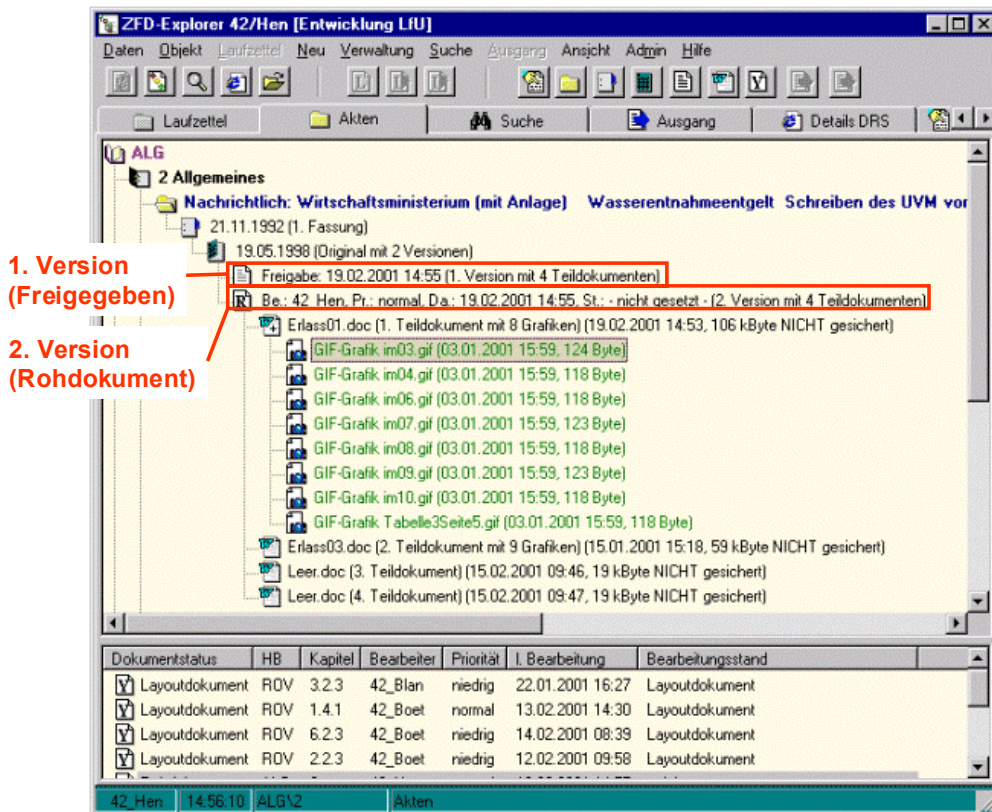 ZFD-Explorer 42/Hen [Entwicklung LfU]
Daten Objekt Laufzettel Neu Verwaltung Suche Ausgang Ansicht Admin Hilfe
Laufzettel Akten Suche Ausgang Details DRS
ALG
2 Allgemeines
Nachrichtlich: Wirtschaftsministerium (mit Anlage) Wasserentnahmeentgelt Schreiben des UVM vor
21.11.1992 (1. Fassung)
19.05.1998 (Original mit 2 Versionen)
1. Version
(Freigegeben)
Freigabe: 19.02.2001 14:55 (1. Version mit 4 Teildokumenten)
Be.: 42_Hen, Pr.: normal, Da.: 19.02.2001 14:55, St.: - nicht gesetzt - (2. Version mit 4 Teildokumenten)
2. Version
(Rohdokument)
Erlass01.doc (1. Teildokument mit 8 Grafiken) (19.02.2001 14:53, 106 kByte NICHT gesichert)
GIF-Grafik im03.gif (03.01.2001 15:59, 124 Byte)
GIF-Grafik im04.gif (03.01.2001 15:59, 118 Byte)
GIF-Grafik im06.gif (03.01.2001 15:59, 118 Byte)
GIF-Grafik im07.gif (03.01.2001 15:59, 123 Byte)
GIF-Grafik im08.gif (03.01.2001 15:59, 118 Byte)
GIF-Grafik im09.gif (03.01.2001 15:59, 123 Byte)
GIF-Grafik im10.gif (03.01.2001 15:59, 118 Byte)
GIF-Grafik Tabelle3Seite5.gif (03.01.2001 15:59, 118 Byte)
Erlass03.doc (2. Teildokument mit 9 Grafiken) (15.01.2001 15:18, 59 kByte NICHT gesichert)
Leer.doc (3. Teildokument) (15.02.2001 09:46, 19 kByte NICHT gesichert)
Leer.doc (4. Teildokument) (15.02.2001 09:47, 19 kByte NICHT gesichert)
Dokumentstatus HB Kapitel Bearbeiter Priorität l. Bearbeitung Bearbeitungsstand
Layoutdokument ROV 3.2.3 42_Blan niedrig 22.01.2001 16:27 Layoutdokument
Layoutdokument ROV 1.4.1 42_Boet normal 13.02.2001 14:30 Layoutdokument
Layoutdokument ROV 6.2.3 42_Boet niedrig 14.02.2001 08:39 Layoutdokument
Layoutdokument ROV 2.2.3 42_Boet niedrig 12.02.2001 09:58 Layoutdokument
42_Hen 14:56:10 ALG\2 Akten